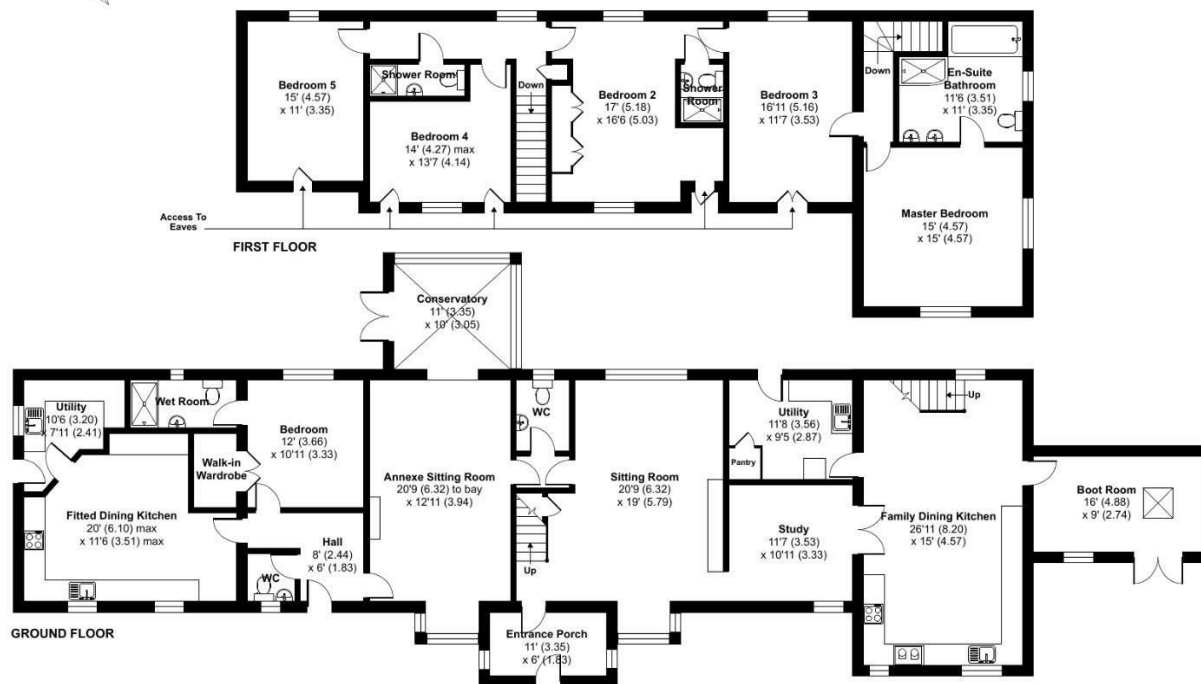 Bedroom 5
15' (4.57)
x 11' (3.35)
Shower Room
Bedroom 4
14' (4.27) max
x 13'7 (4.14)
Down
Bedroom 2
17' (5.18)
x 16'6 (5.03)
Shower
Room
Bedroom 3
16'11 (5.16)
x 11'7 (3.53)
Down
En-Suite
Bathroom
11'6 (3.51)
x 11' (3.35)
Master Bedroom
15' (4.57)
x 15' (4.57)
Access To
Eaves
FIRST FLOOR
Conservatory
11' (3.35)
x 10' (3.05)
Utility
10'6 (3.20)
x 7'11 (2.41)
Wet Room
Bedroom
12' (3.66)
x 10'11 (3.33)
Walk-in
Wardrobe
Fitted Dining Kitchen
20' (6.10) max
x 11'6 (3.51) max
Hall
8' (2.44)
x 6' (1.83)
WC
Annexe Sitting Room
20'9 (6.32) to bay
x 12'11 (3.94)
WC
Up
Sitting Room
20'9 (6.32)
x 19' (5.79)
Utility
11'8 (3.56)
x 9'5 (2.87)
Pantry
Study
11'7 (3.53)
x 10'11 (3.33)
Up
Family Dining Kitchen
26'11 (8.20)
x 15' (4.57)
Boot Room
16' (4.88)
x 9' (2.74)
Entrance Porch
11' (3.35)
x 6' (1.83)
GROUND FLOOR